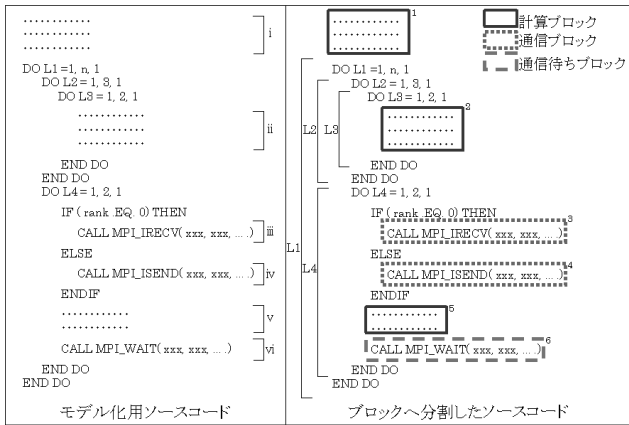 ..................
..................
..................
i
DO L1=1, n, 1
DO L2 = 1, 3, 1
DO L3 = 1, 2, 1
..................
..................
..................
ii
END DO
END DO
DO L4 = 1, 2, 1
IF ( rank .EQ. 0) THEN
CALL MPI_IRECV( xxx, xxx, ... .)
iii
ELSE
CALL MPI_ISEND( xxx, xxx, ... .)
iv
ENDIF
..................
..................
v
CALL MPI_WAIT( xxx, xxx, ... .)
vi
END DO
END DO
モデル化用ソースコード
1
..................
..................
..................
計算ブロック
通信ブロック
通信待ちブロック
DO L1 =1, n, 1
DO L2 = 1, 3, 1
DO L3 = 1, 2, 1
2
..................
..................
..................
L1
L2
L3
END DO
END DO
DO L4 = 1, 2, 1
IF ( rank .EQ. 0) THEN
3
CALL MPI_IRECV( xxx, xxx, ... .)
ELSE
4
CALL MPI_ISEND( xxx, xxx, ... .)
L4
ENDIF
5
..................
..................
6
CALL MPI_WAIT( xxx, xxx, ... .)
END DO
END DO
ブロックへ分割したソースコード